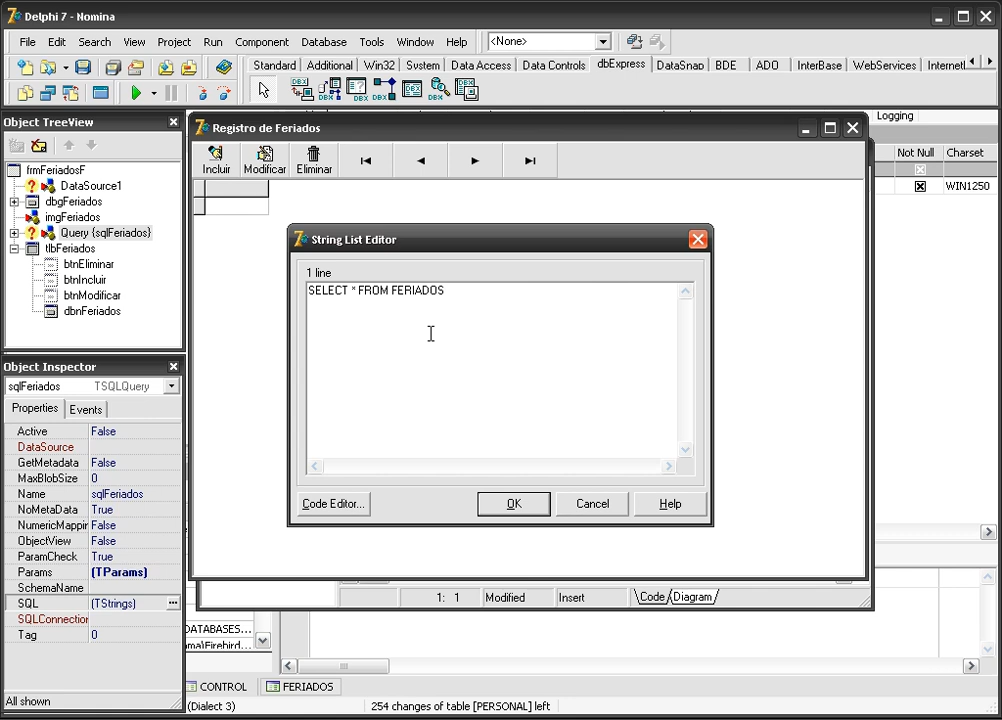 Delphi 7 - Nomina
File Edit Search View Project Run Component Database Tools Window Help <None>
Standard Additional Win32 System Data Access Data Controls dbExpress DataSnap BDE ADO InterBase WebServices
Object TreeView
frmFeriadosF
DataSource1
dbgFeriados
imgFeriados
Query {sqlFeriados}
tlbFeriados
btnEliminar
btnIncluir
btnModificar
dbnFeriados
Object Inspector
sqlFeriados TSQLQuery
Properties Events
Active False
DataSource
GetMetadata False
MaxBlobSize 0
Name sqlFeriados
NoMetaData True
NumericMappir False
ObjectView False
ParamCheck True
Params (TParams)
SchemaName
SQL (TStrings) ...
SQLConnection
Tag 0
All shown
Registro de Feriados
Incluir Modificar Eliminar
String List Editor
1 line
SELECT * FROM FERIADOS
Code Editor... OK Cancel Help
Logging
Not Null Charset
WIN1250
1: 1 Modified Insert Code Diagram
DATABASES...
ma\Firebird...
CONTROL FERIADOS
(Dialect 3) 254 changes of table [PERSONAL] left